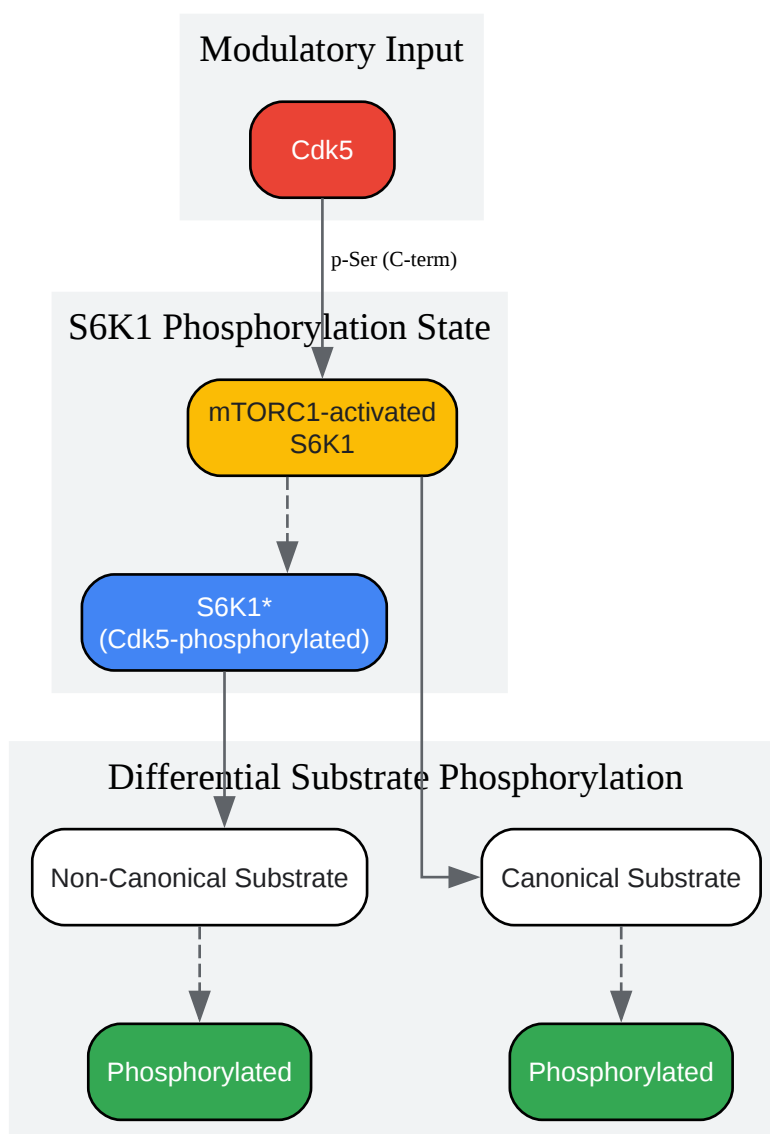 Modulatory Input
Cdk5
p-Ser (C-term)
S6K1 Phosphorylation State
mTORC1-activated
S6K1
S6K1*
(Cdk5-phosphorylated)
Differential Substrate Phosphorylation
Non-Canonical Substrate
Canonical Substrate
Phosphorylated
Phosphorylated